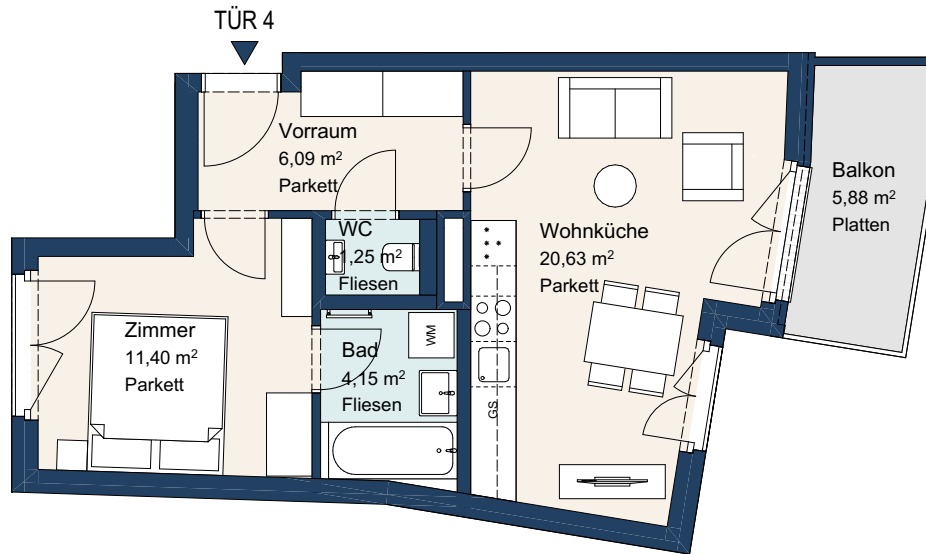 TÜR 4
Vorraum
6,09 m²
Parkett
WC
1,25 m²
Fliesen
Wohnküche
20,63 m²
Parkett
Balkon
5,88 m²
Platten
Zimmer
11,40 m²
Parkett
Bad
4,15 m²
Fliesen
WM
GS